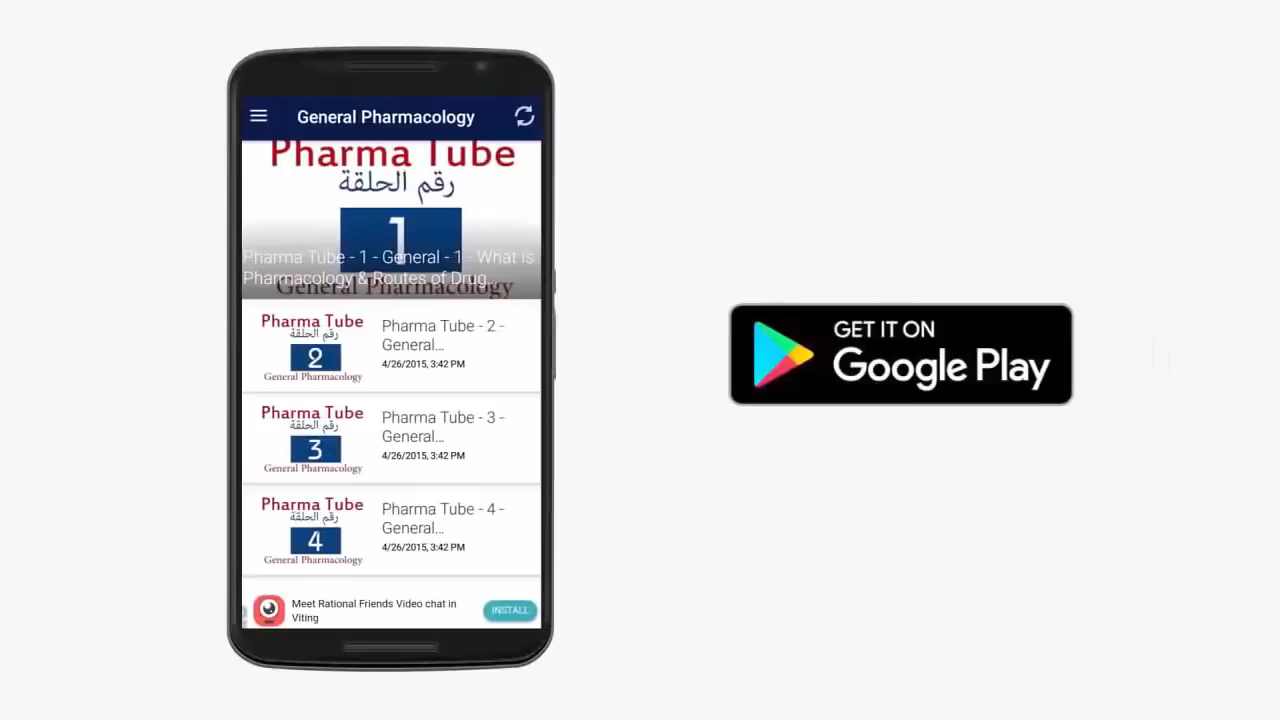 General Pharmacology
Pharma Tube
رقم الحلقة
1
Pharma Tube - 1 - General - 1 - What is
Pharmacology & Routes of Drug...
General Pharmacology
Pharma Tube
رقم الحلقة
2
General Pharmacology
Pharma Tube - 2 -
General...
4/26/2015, 3:42 PM
Pharma Tube
رقم الحلقة
3
General Pharmacology
Pharma Tube - 3 -
General...
4/26/2015, 3:42 PM
Pharma Tube
رقم الحلقة
4
General Pharmacology
Pharma Tube - 4 -
General...
4/26/2015, 3:42 PM
Meet Rational Friends Video chat in
Viting
INSTALL
GET IT ON
Google Play